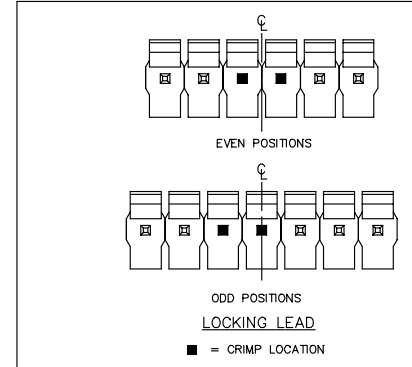 ℄
EVEN POSITIONS
℄
ODD POSITIONS
LOCKING LEAD
■ = CRIMP LOCATION